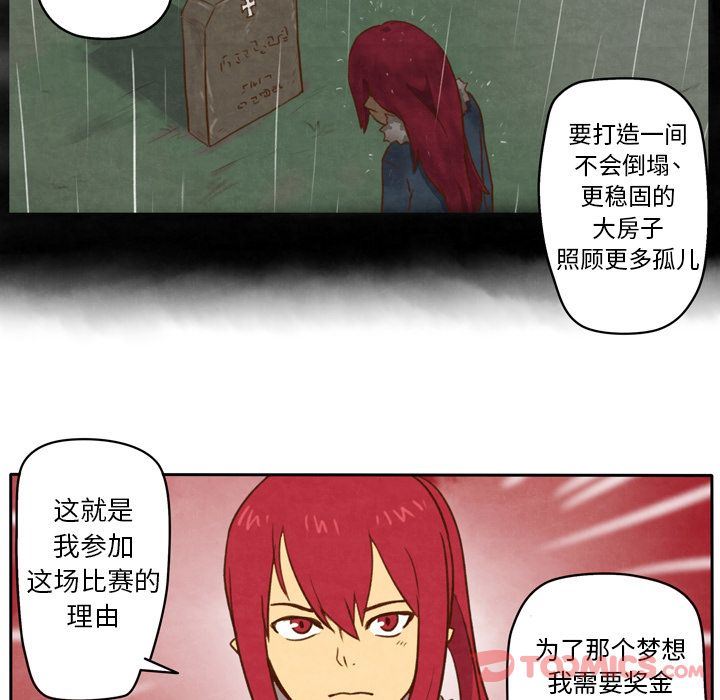 要打造一间
不会倒塌、
更稳固的
大房子
照顾更多孤儿
这就是
我参加
这场比赛的
理由
为了那个梦想
我需要奖金
TOOMICS.COM